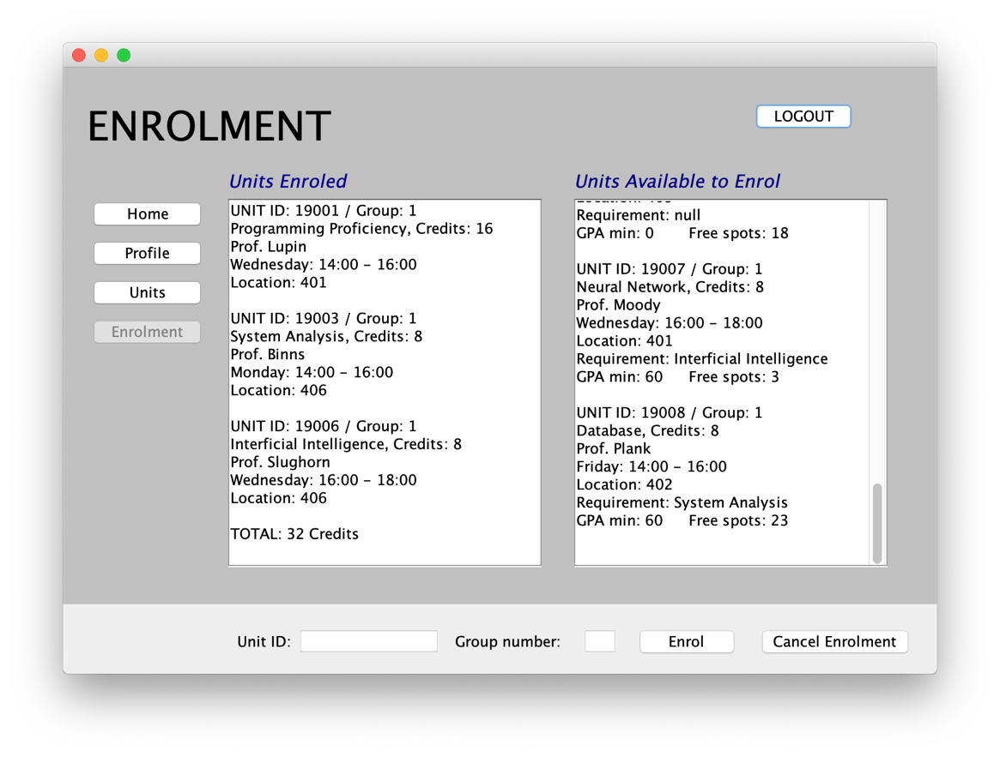 ENROLMENT
LOGOUT
Units Enroled
Units Available to Enrol
Home
Profile
Units
Enrolment
UNIT ID: 19001 / Group: 1
Programming Proficiency, Credits: 16
Prof. Lupin
Wednesday: 14:00 - 16:00
Location: 401
UNIT ID: 19003 / Group: 1
System Analysis, Credits: 8
Prof. Binns
Monday: 14:00 - 16:00
Location: 406
UNIT ID: 19006 / Group: 1
Interficial Intelligence, Credits: 8
Prof. Slughorn
Wednesday: 16:00 - 18:00
Location: 406
TOTAL: 32 Credits
Requirement: null
GPA min: 0 Free spots: 18
UNIT ID: 19007 / Group: 1
Neural Network, Credits: 8
Prof. Moody
Wednesday: 16:00 - 18:00
Location: 401
Requirement: Interficial Intelligence
GPA min: 60 Free spots: 3
UNIT ID: 19008 / Group: 1
Database, Credits: 8
Prof. Plank
Friday: 14:00 - 16:00
Location: 402
Requirement: System Analysis
GPA min: 60 Free spots: 23
Unit ID:
Group number:
Enrol
Cancel Enrolment